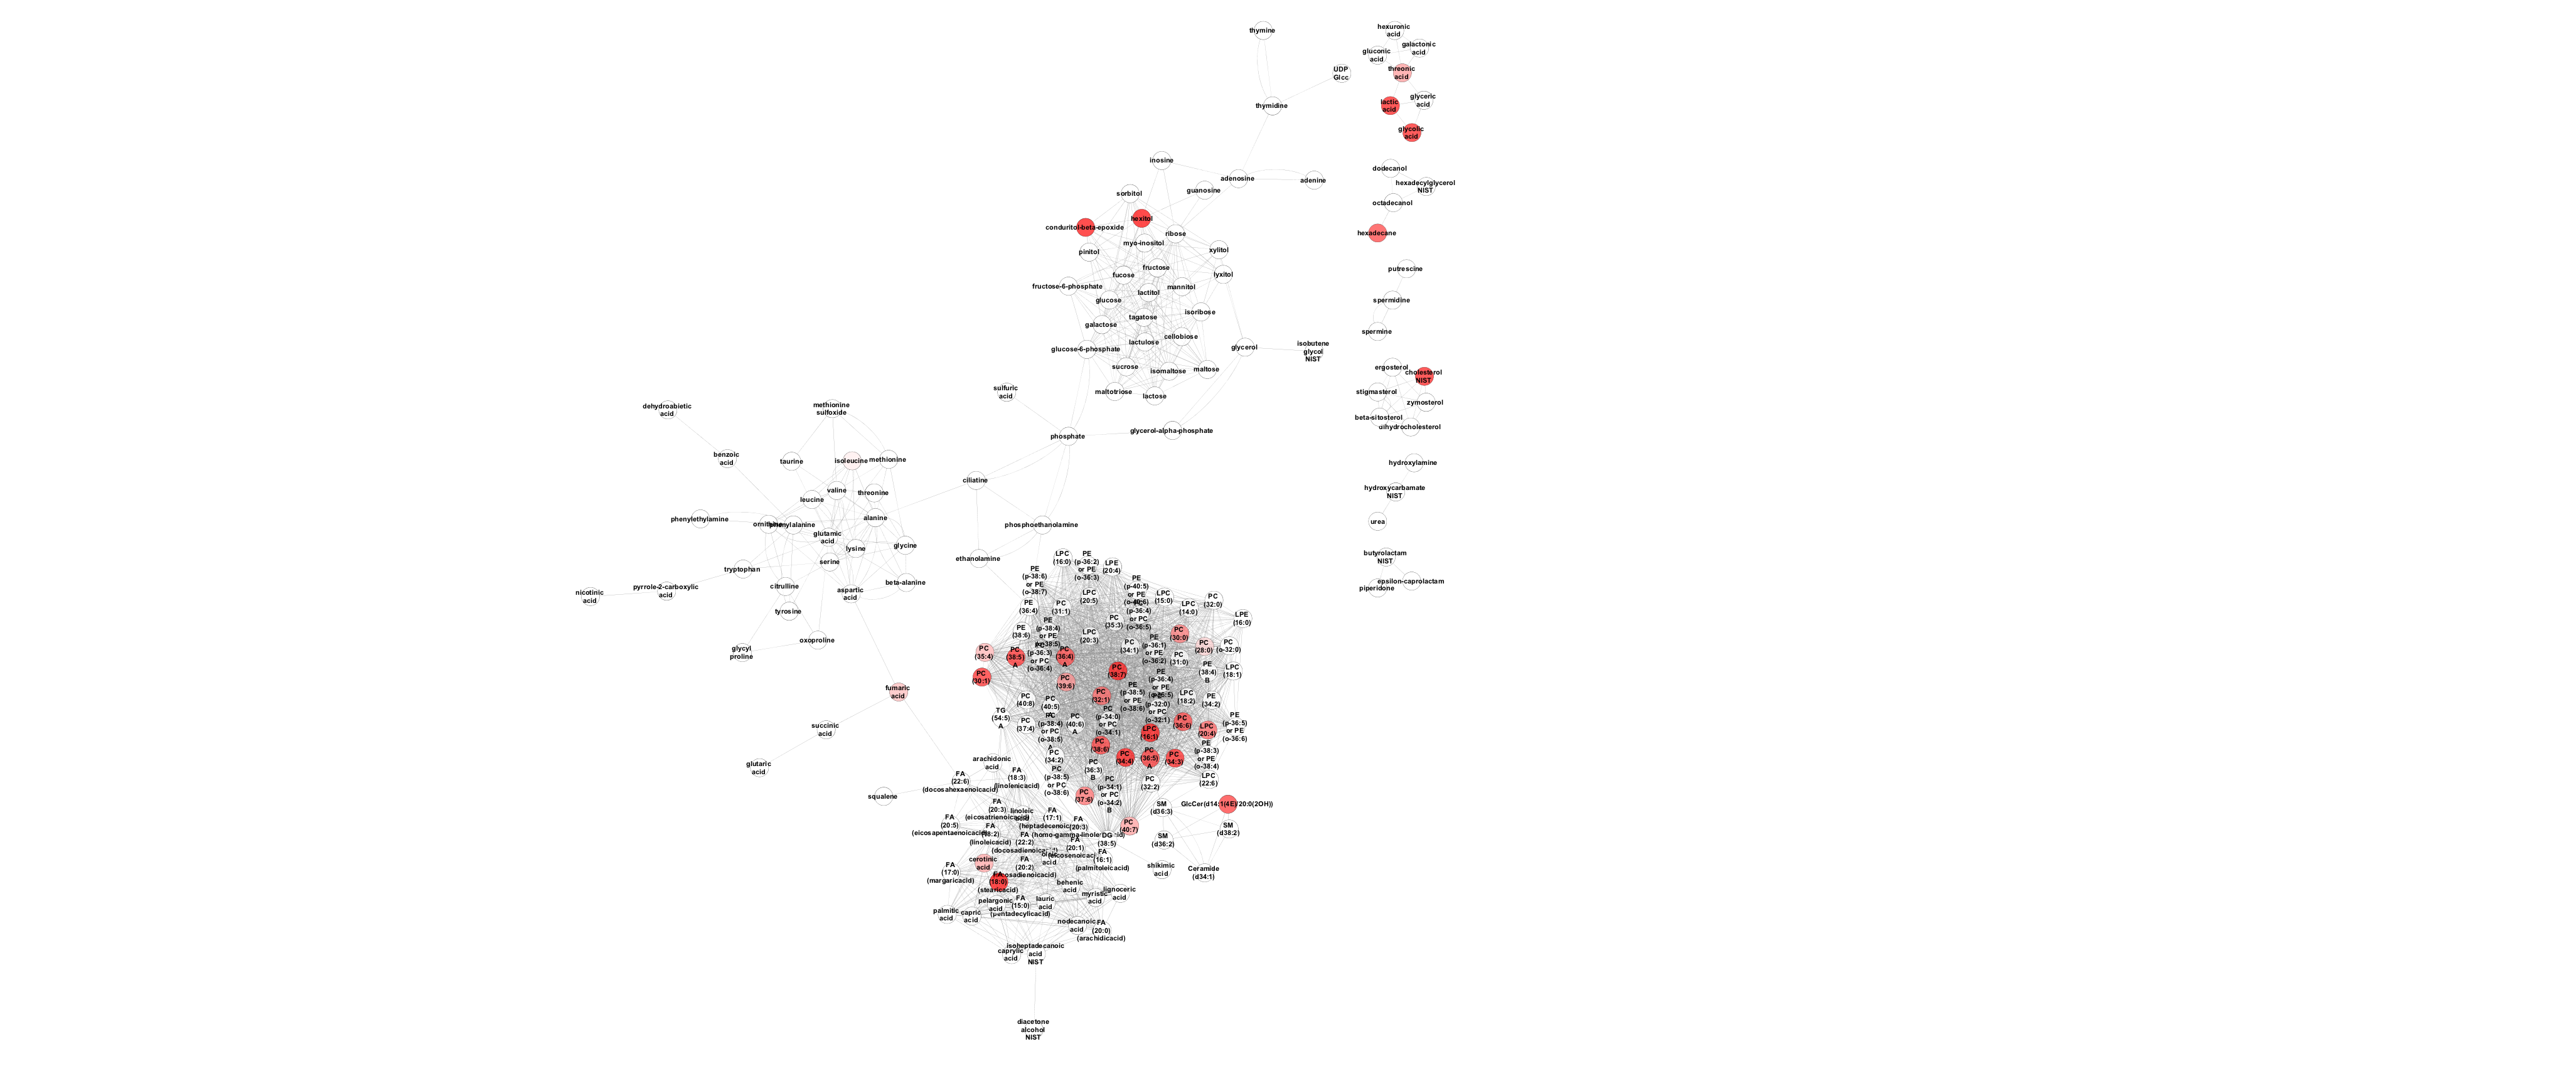 thymine
UDP
Glcc
thymidine
inosine
adenosine
adenine
guanosine
sorbitol
hexitol
conduritol-beta-epoxide
ribose
myo-inositol
pinitol
xylitol
fructose
fucose
lyxitol
fructose-6-phosphate
mannitol
lactitol
glucose
isoribose
tagatose
galactose
cellobiose
lactulose
glucose-6-phosphate
glycerol
isobutene
glycol
NIST
sucrose
isomaltose
maltose
maltotriose
lactose
sulfuric
acid
phosphate
glycerol-alpha-phosphate
hexuronic
acid
galactonic
acid
gluconic
acid
threonic
acid
lactic
acid
glyceric
acid
glycolic
acid
dodecanol
hexadecylglycerol
NIST
octadecanol
hexadecane
putrescine
spermidine
spermine
ergosterol
cholesterol
NIST
stigmasterol
zymosterol
beta-sitosterol
dihydrocholesterol
hydroxylamine
hydroxycarbamate
NIST
urea
butyrolactam
NIST
epsilon-caprolactam
piperidone
dehydroabietic
acid
methionine
sulfoxide
benzoic
acid
taurine
isoleucine
methionine
valine
threonine
leucine
phenylethylamine
phenylalanine
alanine
glutamic
acid
lysine
glycine
serine
tryptophan
citrulline
beta-alanine
aspartic
acid
nicotinic
acid
pyrrole-2-carboxylic
acid
tyrosine
oxoproline
glycyl
proline
ciliatine
phosphoethanolamine
ethanolamine
fumaric
acid
succinic
acid
glutaric
acid
squalene
LPC
(16:0)
PE
(p-36:2)
or PE
(o-36:3)
LPE
(20:4)
PE
(p-38:6)
or PE
(o-38:7)
PE
(p-40:5)
or PE
LPC
(20:5)
LPC
(15:0)
LPC
(14:0)
PC
(32:0)
PE
(36:4)
PC
(31:1)
(p-36:4)
or PC
(o-36:5)
LPE
(16:0)
PC
(35:3)
PE
(38:6)
PE
(p-38:4)
or PE
LPC
(20:3)
PC
(30:0)
PC
(34:1)
PE
(p-36:1)
or PE
(o-36:2)
PC
(28:0)
PC
(o-32:0)
PC
(35:4)
PC
(38:5)
A
(p-36:3)
or PC
(o-36:4)
PC
(36:4)
A
PC
(31:0)
PC
(30:1)
PC
(39:6)
PC
(38:7)
PE
(38:4)
B
LPC
(18:1)
PE
(p-36:4)
or PE
PC
(32:1)
PE
(p-38:5)
or PE
(o-38:6)
LPC
(18:2)
PE
(34:2)
PC
(40:8)
PC
(40:5)
(p-32:0)
or PC
(o-32:1)
TG
(54:5)
A
PC
(37:4)
(p-38:4)
or PC
(o-38:5)
A
PC
(40:6)
A
PC
(p-34:0)
or PC
(o-34:1)
PC
(36:6)
LPC
(20:4)
PE
(p-36:5)
or PE
(o-36:6)
LPC
(16:1)
PC
(38:6)
PE
(p-38:3)
or PE
(o-38:4)
PC
(34:2)
PC
(34:4)
PC
(36:5)
A
PC
(34:3)
PC
(36:3)
B
PC
(p-38:5)
or PC
(o-38:6)
PC
(p-34:1)
or PC
(o-34:2)
B
PC
(32:2)
LPC
(22:6)
PC
(37:6)
PC
(40:7)
SM
(d36:3)
GlcCer(d14:1(4E)/20:0(2OH))
SM
(d38:2)
SM
(d36:2)
Ceramide
(d34:1)
shikimic
acid
DG
(38:5)
arachidonic
acid
FA
(22:6)
(docosahexaenoicacid)
FA
(18:3)
(linolenicacid)
FA
(20:3)
(eicosatrienoicacid)
linoleic
FA
(17:1)
FA
(20:5)
(eicosapentaenoicacid)
FA
(linoleicacid)
FA
(20:3)
FA
(22:2)
FA
(20:1)
FA
(16:1)
(palmitoleicacid)
cerotinic
acid
FA
(20:2)
FA
(17:0)
(margaricacid)
FA
(18:0)
(stearicacid)
behenic
acid
lignoceric
acid
myristic
acid
pelargonic
acid
FA
(15:0)
(pentadecylicacid)
lauric
acid
palmitic
acid
capric
acid
nodecanoic
acid
FA
(20:0)
(arachidicacid)
caprylic
acid
isoheptadecanoic
acid
NIST
diacetone
alcohol
NIST